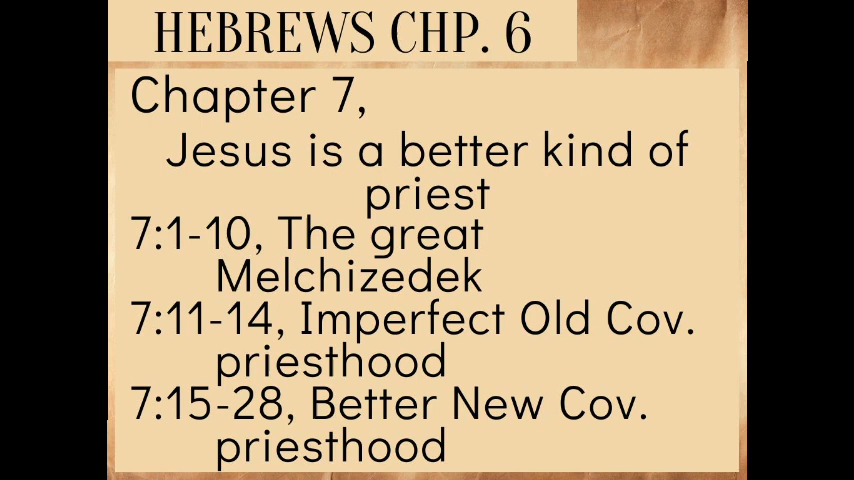 HEBREWS CHP. 6
Chapter 7,
Jesus is a better kind of
priest
7:1-10, The great
Melchizedek
7:11-14, Imperfect Old Cov.
priesthood
7:15-28, Better New Cov.
priesthood